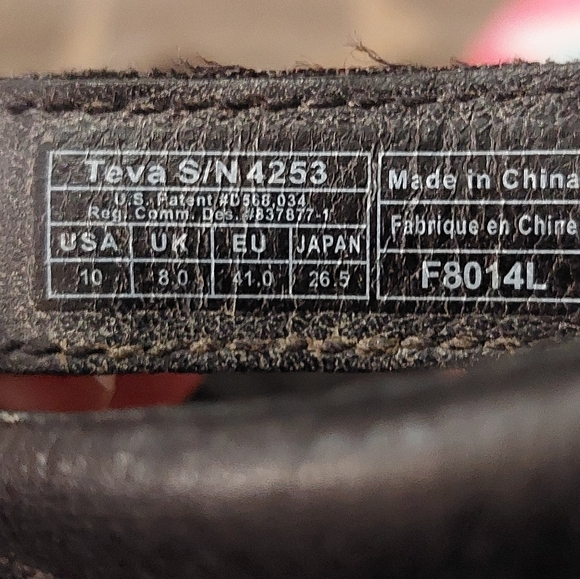 Teva S/N 4253
U.S. Patent #D568,034
Reg. Comm. Des. #837877-1
USA UK EU JAPAN
10 8.0 41.0 26.5
Made in China
Fabriqué en Chine
F8014L